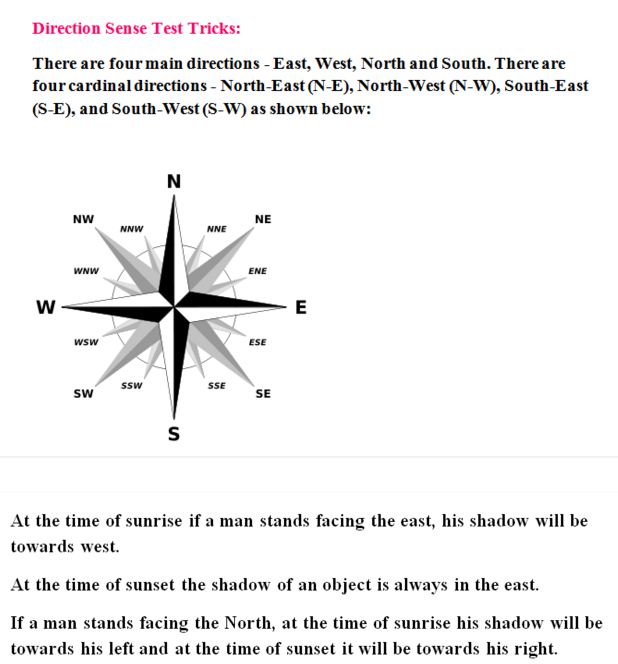 Direction Sense Test Tricks:
There are four main directions - East, West, North and South. There are
four cardinal directions - North-East (N-E), North-West (N-W), South-East
(S-E), and South-West (S-W) as shown below:
N
NW
NE
NNW
NNE
WNW
ENE
W
E
WSW
ESE
SSW
SSE
SW
SE
S
At the time of sunrise if a man stands facing the east, his shadow will be
towards west.
At the time of sunset the shadow of an object is always in the east.
If a man stands facing the North, at the time of sunrise his shadow will be
towards his left and at the time of sunset it will be towards his right.